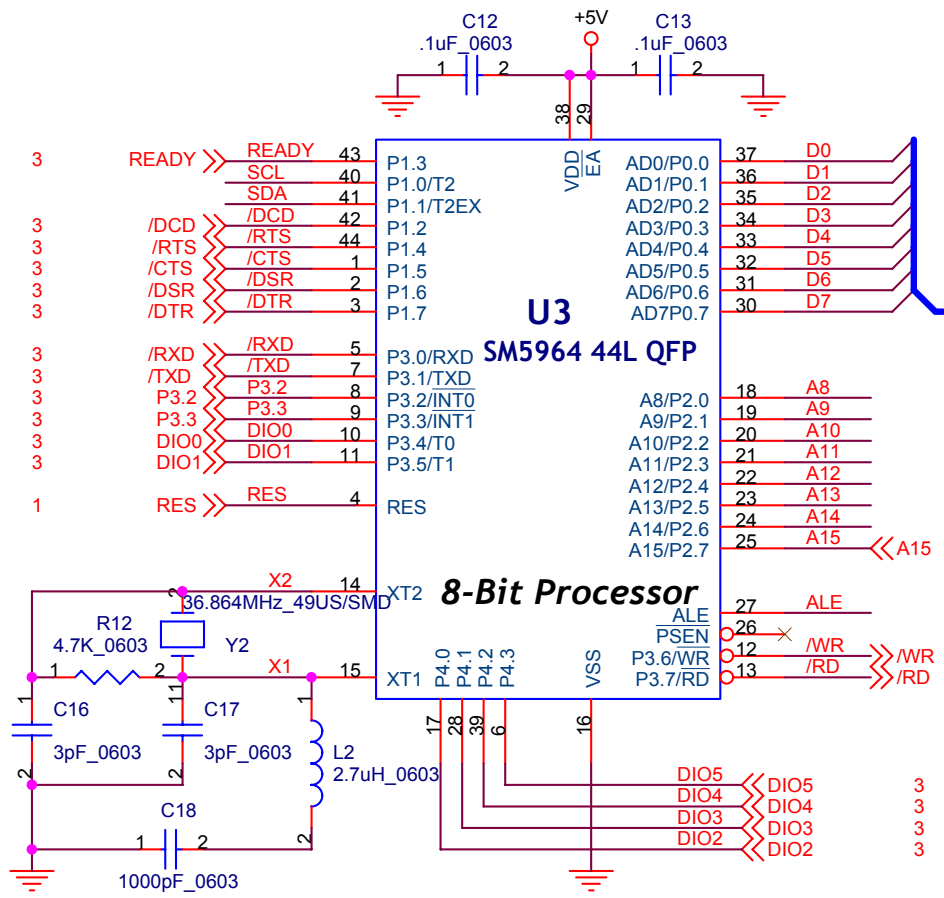 +5V
C12 C13
.1uF_0603 .1uF_0603
1 2 1 2
38 29
VDD EA
3 READY READY 43 P1.3 AD0/P0.0 37 D0
SCL 40 P1.0/T2 AD1/P0.1 36 D1
SDA 41 P1.1/T2EX AD2/P0.2 35 D2
3 /DCD /DCD 42 P1.2 AD3/P0.3 34 D3
3 /RTS /RTS 44 P1.4 AD4/P0.4 33 D4
3 /CTS /CTS 1 P1.5 AD5/P0.5 32 D5
3 /DSR /DSR 2 P1.6 AD6/P0.6 31 D6
3 /DTR /DTR 3 P1.7 AD7P0.7 30 D7
U3
SM5964 44L QFP
3 /RXD /RXD 5 P3.0/RXD
3 /TXD /TXD 7 P3.1/TXD
3 P3.2 P3.2 8 P3.2/INT0 A8/P2.0 18 A8
3 P3.3 P3.3 9 P3.3/INT1 A9/P2.1 19 A9
3 DIO0 DIO0 10 P3.4/T0 A10/P2.2 20 A10
3 DIO1 DIO1 11 P3.5/T1 A11/P2.3 21 A11
A12/P2.4 22 A12
1 RES RES 4 RES A13/P2.5 23 A13
A14/P2.6 24 A14
A15/P2.7 25 A15 A15
X2 14 XT2 8-Bit Processor
2 36.864MHz_49US/SMD
ALE 27 ALE
R12 Y2 PSEN 26
4.7K_0603 P3.6/WR 12 /WR /WR
1 2 X1 15 XT1 P3.7/RD 13 /RD /RD
P4.0 P4.1 P4.2 P4.3 VSS
1 1 1 1
17 28 39 6 16
C16 C17
3pF_0603 3pF_0603 L2
2 2 2.7uH_0603
DIO5 DIO5 3
DIO4 DIO4 3
C18 DIO3 DIO3 3
1 2 2 DIO2 DIO2 3
1000pF_0603